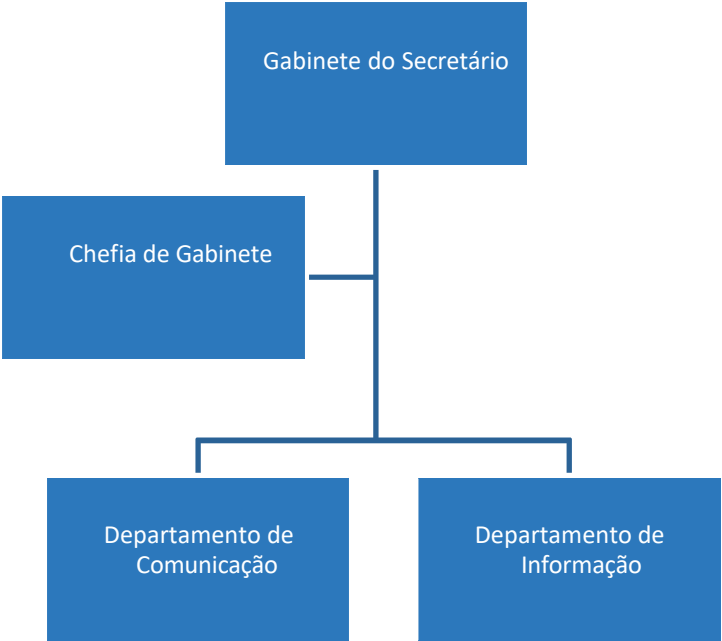 Gabinete do Secretário
Chefia de Gabinete
Departamento de
Comunicação
Departamento de
Informação